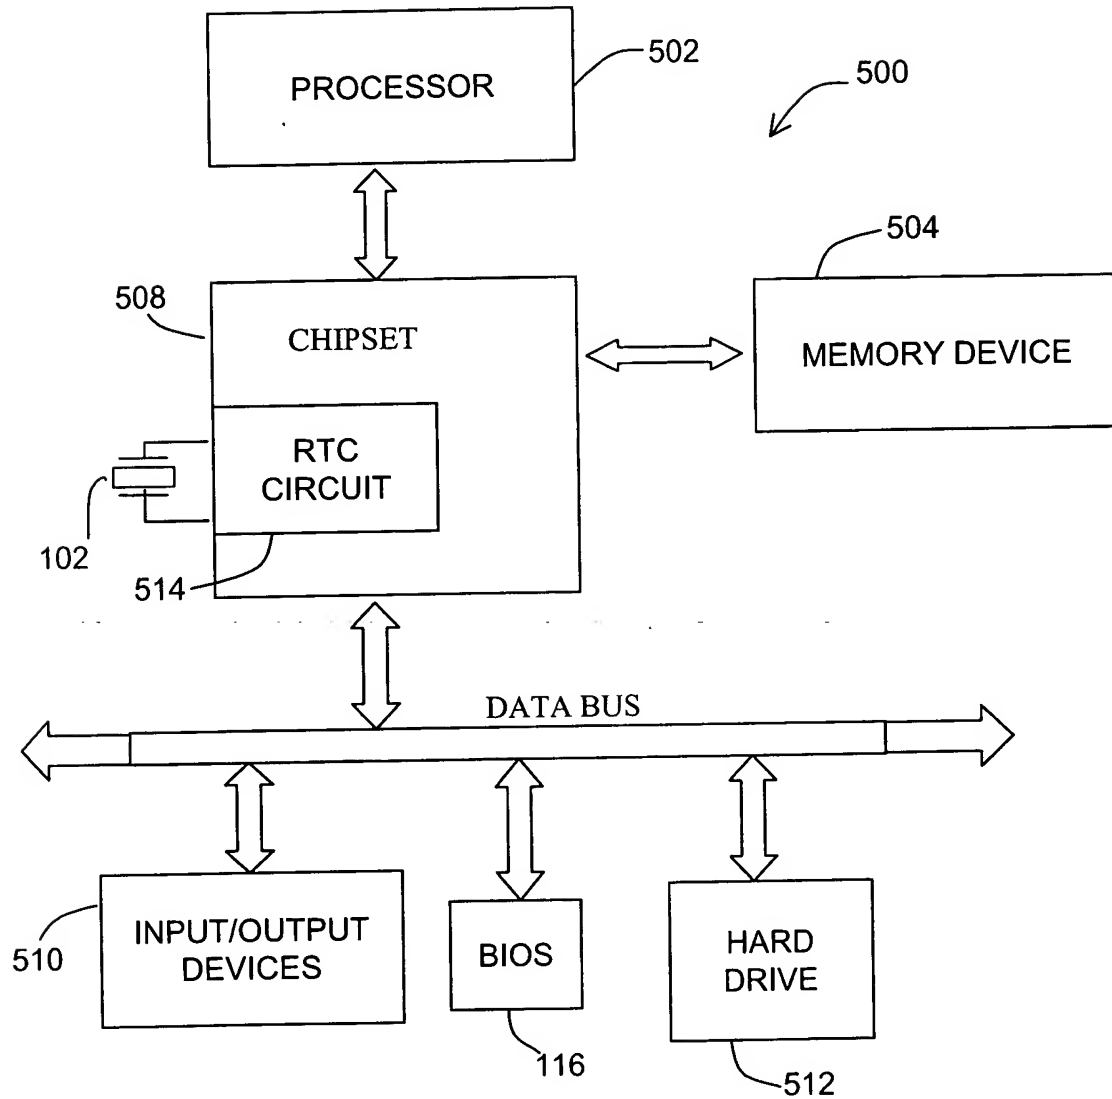 PROCESSOR
502
500
504
508
CHIPSET
MEMORY DEVICE
RTC
CIRCUIT
102
514
DATA BUS
INPUT/OUTPUT
DEVICES
510
BIOS
116
HARD
DRIVE
512